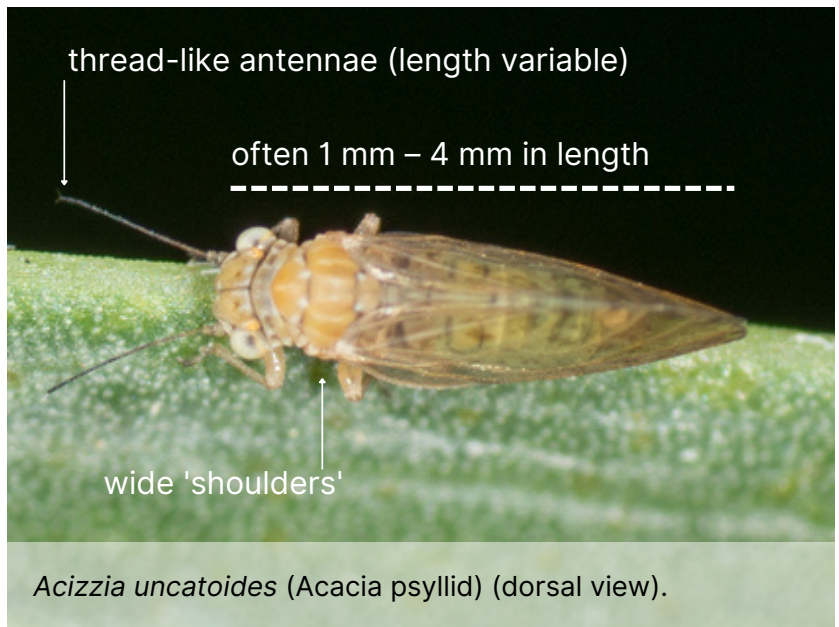 thread-like antennae (length variable)
often 1 mm – 4 mm in length
wide 'shoulders'
Acizzia uncatoides (Acacia psyllid) (dorsal view).